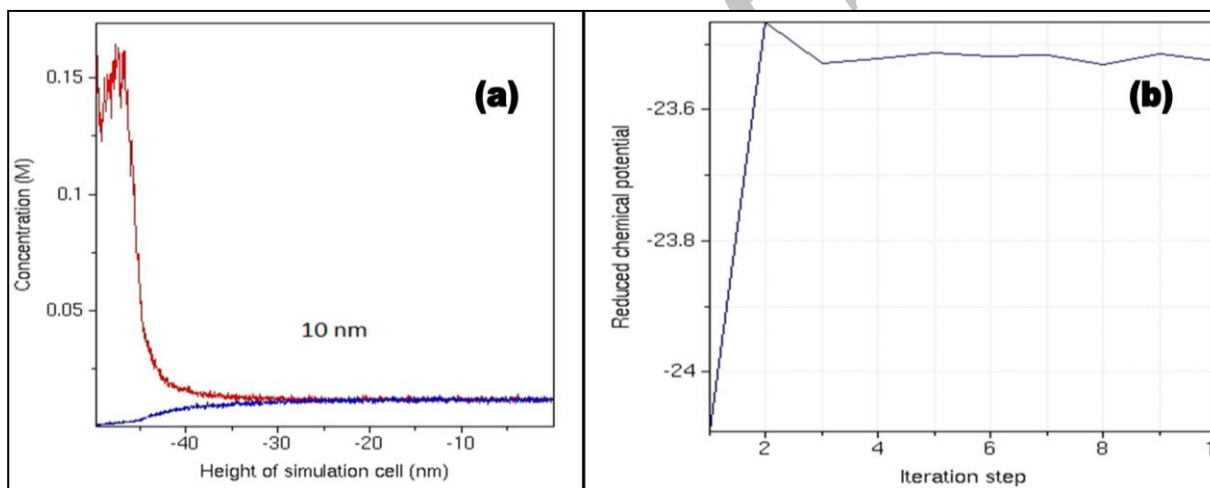 (a)
0.15
0.1
0.05
Concentration (M)
10 nm
-40
-30
-20
-10
Height of simulation cell (nm)
(b)
-23.6
-23.8
-24
Reduced chemical potential
2
4
6
8
1
Iteration step